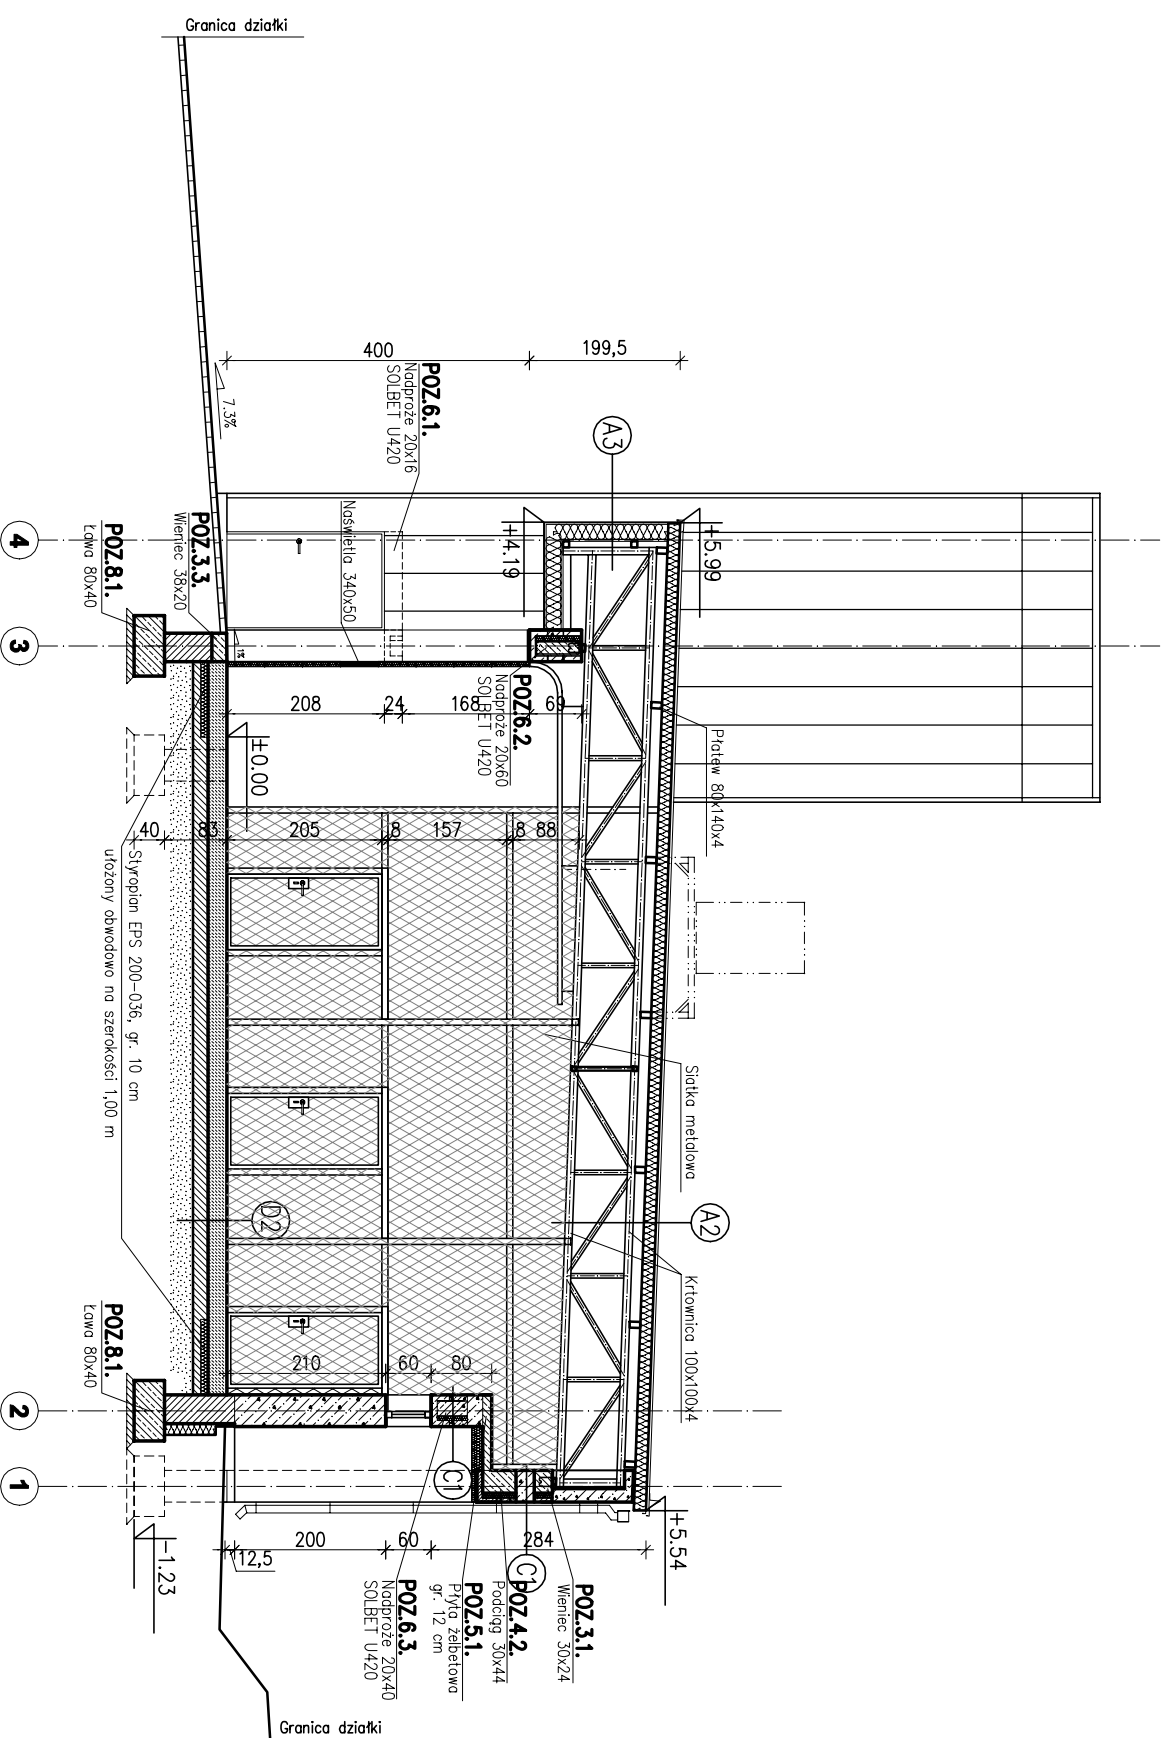 Granica działki
400
199,5
7.3%
POZ.6.1.
Nadproże 20x16
SOLBET U420
A3
Naświetla 340x50
+4.19
+5.99
4
3
POZ.3.3.
Wieniec 38x20
POZ.8.1.
Ława 80x40
1%
208
24
168
69
POZ.6.2.
Nadproże 20x60
SOLBET U420
Płatew 80x140x4
±0.00
40
83
205
8
157
8
88
Styropian EPS 200-036, gr. 10 cm
ułożony obwodowo na szerokości 1,00 m
Siatka metalowa
A2
D2
Krtownica 100x100x4
POZ.8.1.
Ława 80x40
210
60
80
2
1
C1
C1
+5.54
-1.23
12,5
200
60
284
POZ.3.1.
Wieniec 30x24
POZ.4.2.
Podciąg 30x44
POZ.5.1.
Płyta żelbetowa
gr. 12 cm
POZ.6.3.
Nadproże 20x40
SOLBET U420
Granica działki